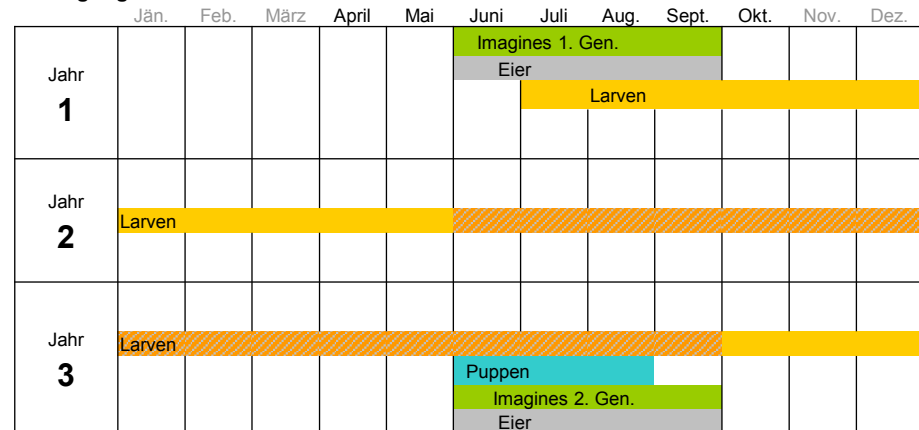 Jän. Feb. März April Mai Juni Juli Aug. Sept. Okt. Nov. Dez.
Imagines 1. Gen.
Jahr
1
Eier
Larven
Jahr
2
Larven
Jahr
3
Larven
Puppen
Imagines 2. Gen.
Eier